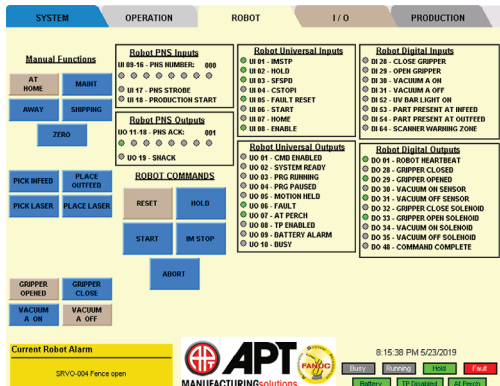 SYSTEM OPERATION ROBOT I / O PRODUCTION
Manual Functions
AT HOME
MAINT
AWAY
SHIPPING
ZERO
PICK INFEED
PLACE OUTFEED
PICK LASER
PLACE LASER
GRIPPER OPENED
GRIPPER CLOSE
VACUUM A ON
VACUUM A OFF
Robot PNS Inputs
UI 09-16 - PNS NUMBER: 000
UI 17 - PNS STROBE
UI 18 - PRODUCTION START
Robot PNS Outputs
UO 11-18 - PNS ACK: 001
UO 19 - SNACK
ROBOT COMMANDS
RESET
HOLD
START
IM STOP
ABORT
Robot Universal Inputs
UI 01 - IMSTP
UI 02 - HOLD
UI 03 - SFSPD
UI 04 - CSTOPI
UI 05 - FAULT RESET
UI 06 - START
UI 07 - HOME
UI 08 - ENABLE
Robot Universal Outputs
UO 01 - CMD ENABLED
UO 02 - SYSTEM READY
UO 03 - PRG RUNNING
UO 04 - PRG PAUSED
UO 05 - MOTION HELD
UO 06 - FAULT
UO 07 - AT PERCH
UO 08 - TP ENABLED
UO 09 - BATTERY ALARM
UO 10 - BUSY
Robot Digital Inputs
DI 28 - CLOSE GRIPPER
DI 29 - OPEN GRIPPER
DI 30 - VACUUM A ON
DI 31 - VACUUM A OFF
DI 52 - UV BAR LIGHT ON
DI 53 - PART PRESENT AT INFEED
DI 54 - PART PRESENT AT OUTFEED
DI 64 - SCANNER WARNING ZONE
Robot Digital Outputs
DO 01 - ROBOT HEARTBEAT
DO 28 - GRIPPER CLOSED
DO 29 - GRIPPER OPENED
DO 30 - VACUUM ON SENSOR
DO 31 - VACUUM OFF SENSOR
DO 32 - GRIPPER CLOSE SOLENOID
DO 33 - GRIPPER OPEN SOLENOID
DO 34 - VACUUM ON SOLENOID
DO 35 - VACUUM OFF SOLENOID
DO 48 - COMMAND COMPLETE
Current Robot Alarm
SRVO-004 Fence open
APT
MANUFACTURING solutions
FANUC
8:15:38 PM 5/23/2019
Busy Running Hold Fault
Battery TP Disabled At Perch